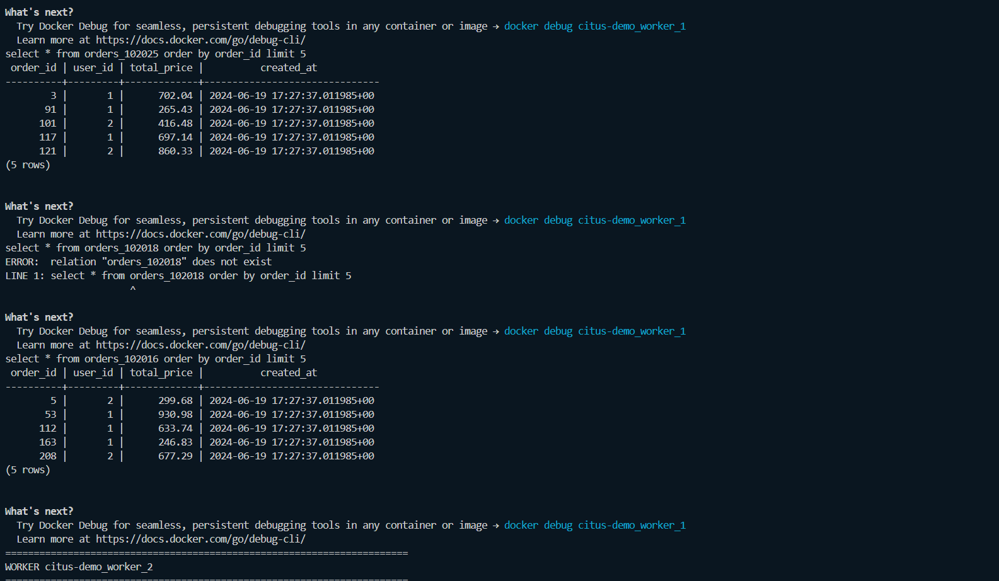 What's next?
  Try Docker Debug for seamless, persistent debugging tools in any container or image → docker debug citus-demo_worker_1
  Learn more at https://docs.docker.com/go/debug-cli/
select * from orders_102025 order by order_id limit 5
 order_id | user_id | total_price |          created_at
----------+---------+-------------+-------------------------------
        3 |       1 |      702.04 | 2024-06-19 17:27:37.011985+00
       91 |       1 |      265.43 | 2024-06-19 17:27:37.011985+00
      101 |       2 |      416.48 | 2024-06-19 17:27:37.011985+00
      117 |       1 |      697.14 | 2024-06-19 17:27:37.011985+00
      121 |       2 |      860.33 | 2024-06-19 17:27:37.011985+00
(5 rows)
What's next?
  Try Docker Debug for seamless, persistent debugging tools in any container or image → docker debug citus-demo_worker_1
  Learn more at https://docs.docker.com/go/debug-cli/
select * from orders_102018 order by order_id limit 5
ERROR:  relation "orders_102018" does not exist
LINE 1: select * from orders_102018 order by order_id limit 5
                      ^
What's next?
  Try Docker Debug for seamless, persistent debugging tools in any container or image → docker debug citus-demo_worker_1
  Learn more at https://docs.docker.com/go/debug-cli/
select * from orders_102016 order by order_id limit 5
 order_id | user_id | total_price |          created_at
----------+---------+-------------+-------------------------------
        5 |       2 |      299.68 | 2024-06-19 17:27:37.011985+00
       53 |       1 |      930.98 | 2024-06-19 17:27:37.011985+00
      112 |       1 |      633.74 | 2024-06-19 17:27:37.011985+00
      163 |       1 |      246.83 | 2024-06-19 17:27:37.011985+00
      208 |       2 |      677.29 | 2024-06-19 17:27:37.011985+00
(5 rows)
What's next?
  Try Docker Debug for seamless, persistent debugging tools in any container or image → docker debug citus-demo_worker_1
  Learn more at https://docs.docker.com/go/debug-cli/
=======================================================================
WORKER citus-demo_worker_2
=======================================================================